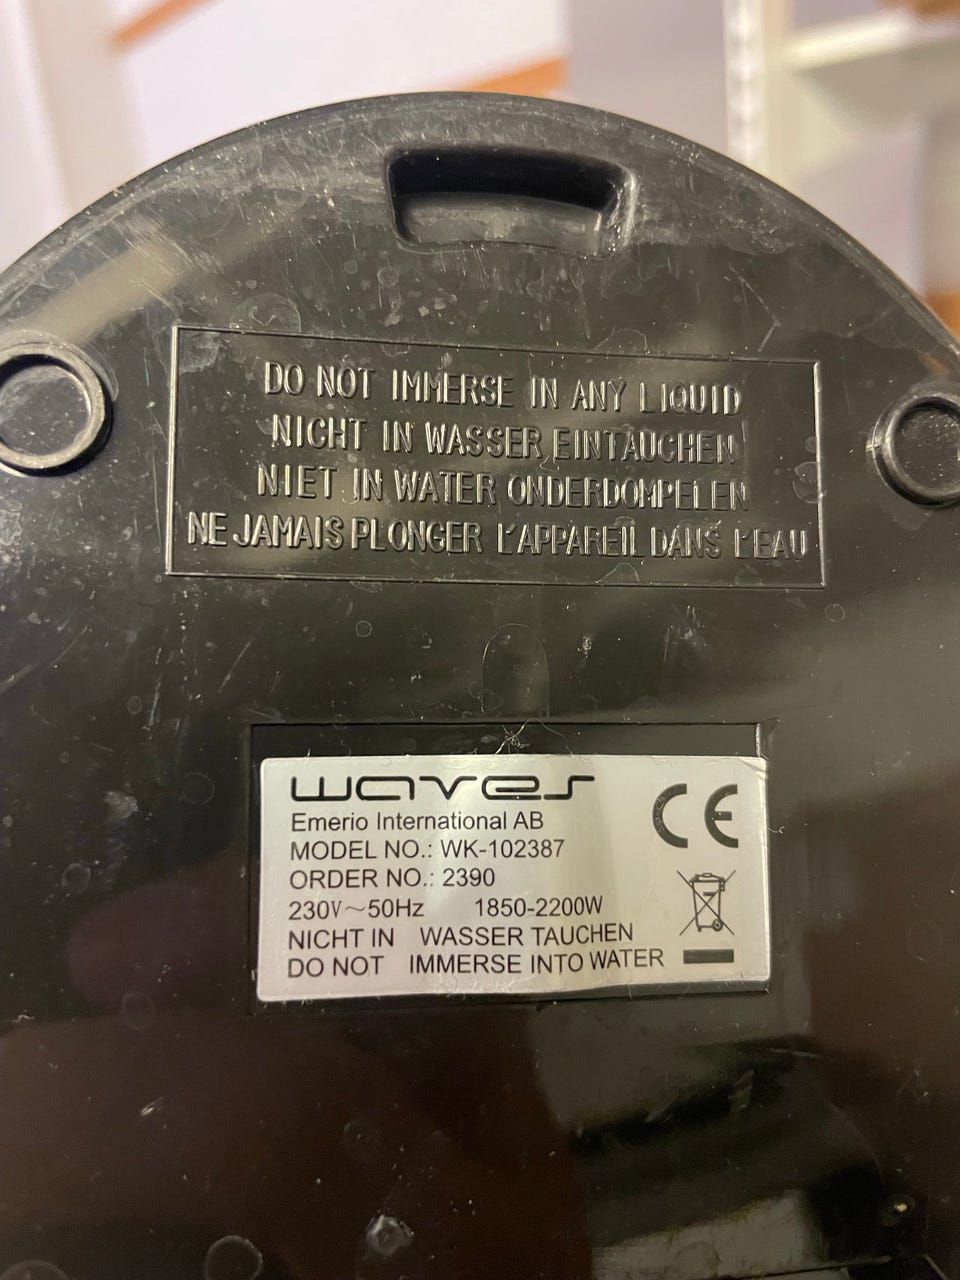 DO NOT IMMERSE IN ANY LIQUID
NICHT IN WASSER EINTAUCHEN
NIET IN WATER ONDERDOMPELEN
NE JAMAIS PLONGER L'APPAREIL DANS L'EAU
waves
Emerio International AB
CE
MODEL NO.: WK-102387
ORDER NO.: 2390
230V~50Hz 1850-2200W
NICHT IN WASSER TAUCHEN
DO NOT IMMERSE INTO WATER